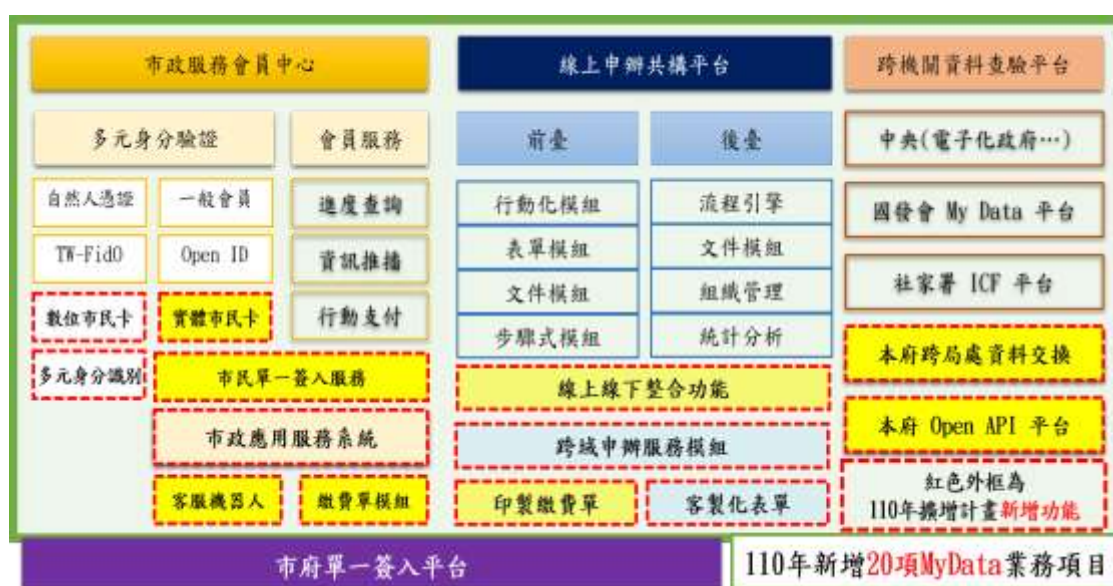 市政服務會員中心
線上申辦共構平台
跨機關資料查驗平台
多元身分驗證
會員服務
前臺
後臺
中央(電子化政府…)
自然人憑證
一般會員
進度查詢
行動化模組
流程引擎
國發會 My Data 平台
TW-FidO
Open ID
資訊推播
表單模組
文件模組
社家署 ICF 平台
數位市民卡
實體市民卡
行動支付
文件模組
組織管理
步驟式模組
統計分析
本府跨局處資料交換
多元身分識別
市民單一簽入服務
線上線下整合功能
本府 Open API 平台
市政應用服務系統
跨域申辦服務模組
客服機器人
繳費單模組
印製繳費單
客製化表單
紅色外框為
110年擴增計畫新增功能
市府單一簽入平台
110年新增20項MyData業務項目